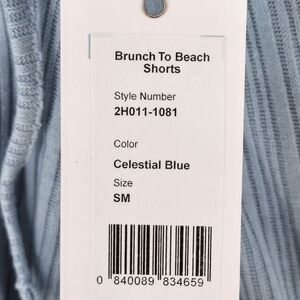 Brunch To Beach
Shorts
Style Number
2H011-1081
Color
Celestial Blue
Size
SM
0 840089 834659